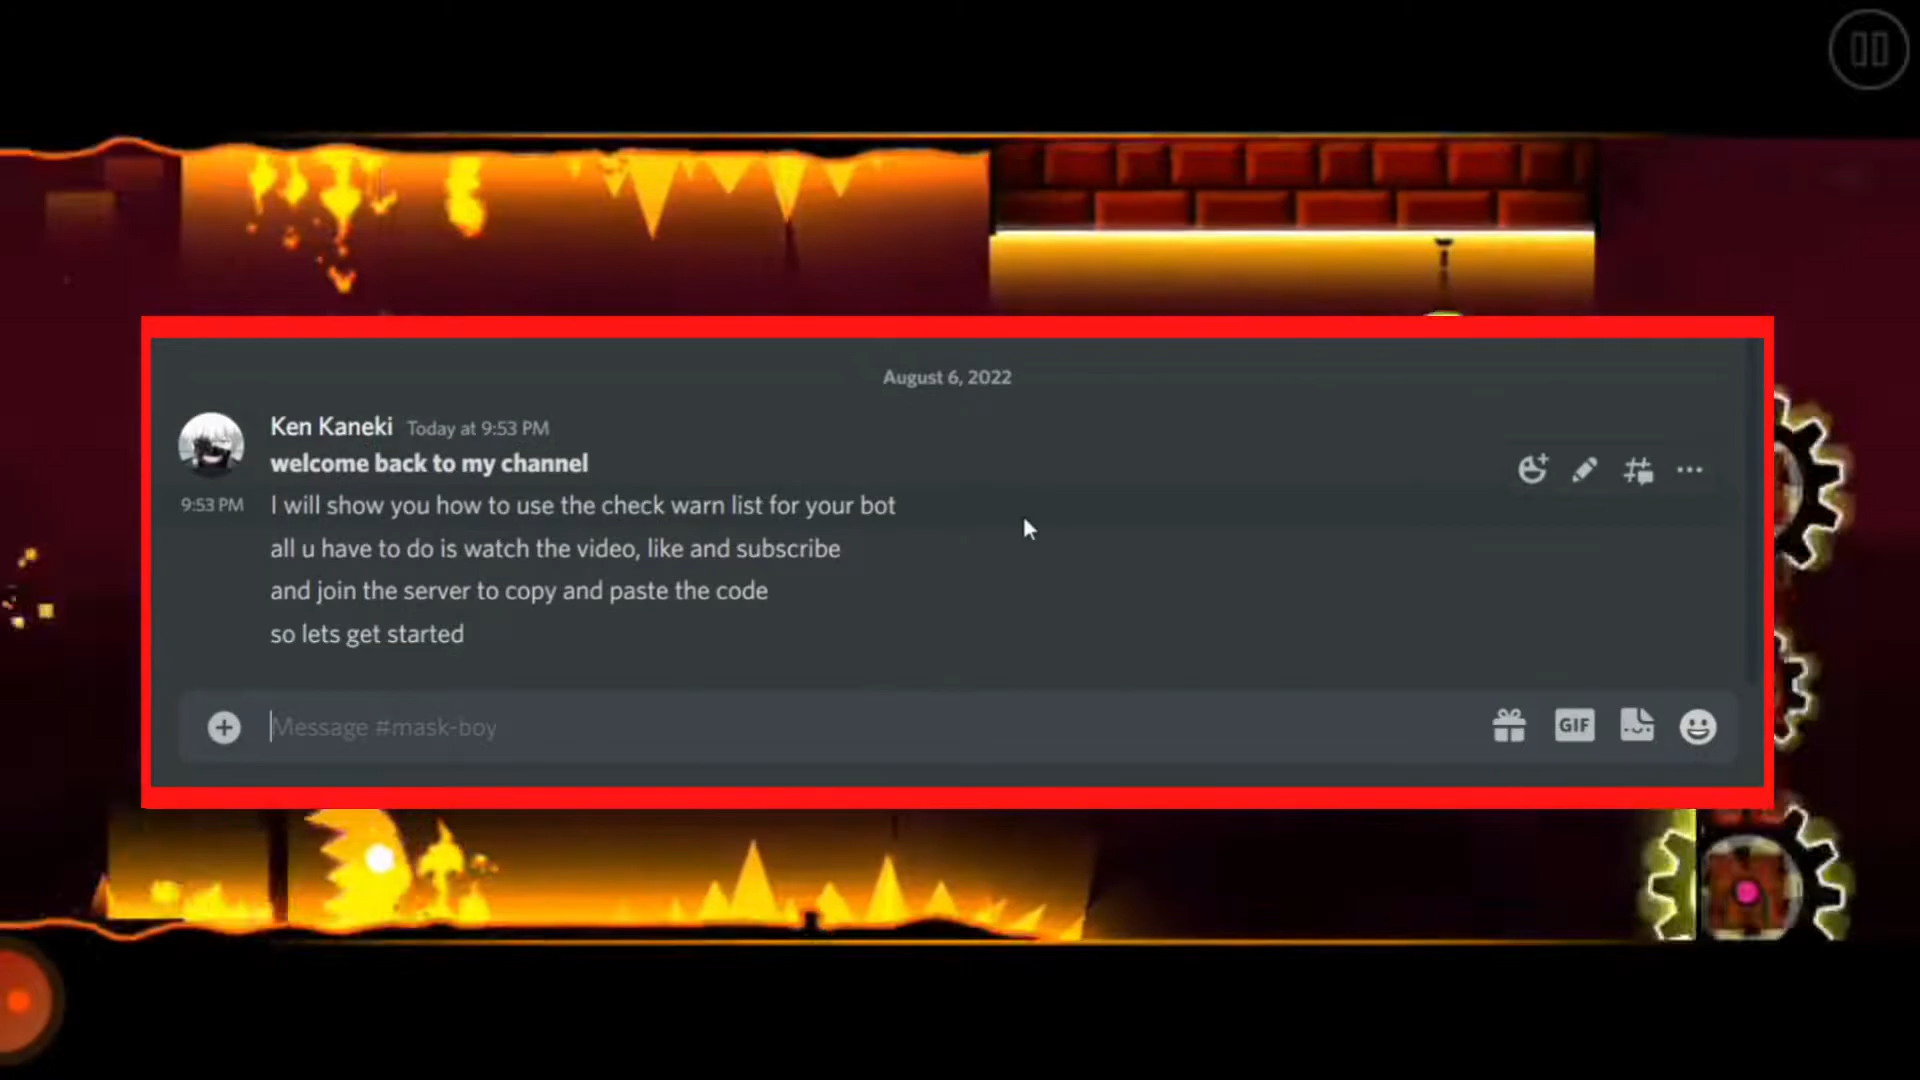 August 6, 2022
Ken Kaneki Today at 9:53 PM
welcome back to my channel
9:53 PM I will show you how to use the check warn list for your bot
all u have to do is watch the video, like and subscribe
and join the server to copy and paste the code
so lets get started
Message #mask-boy
GIF